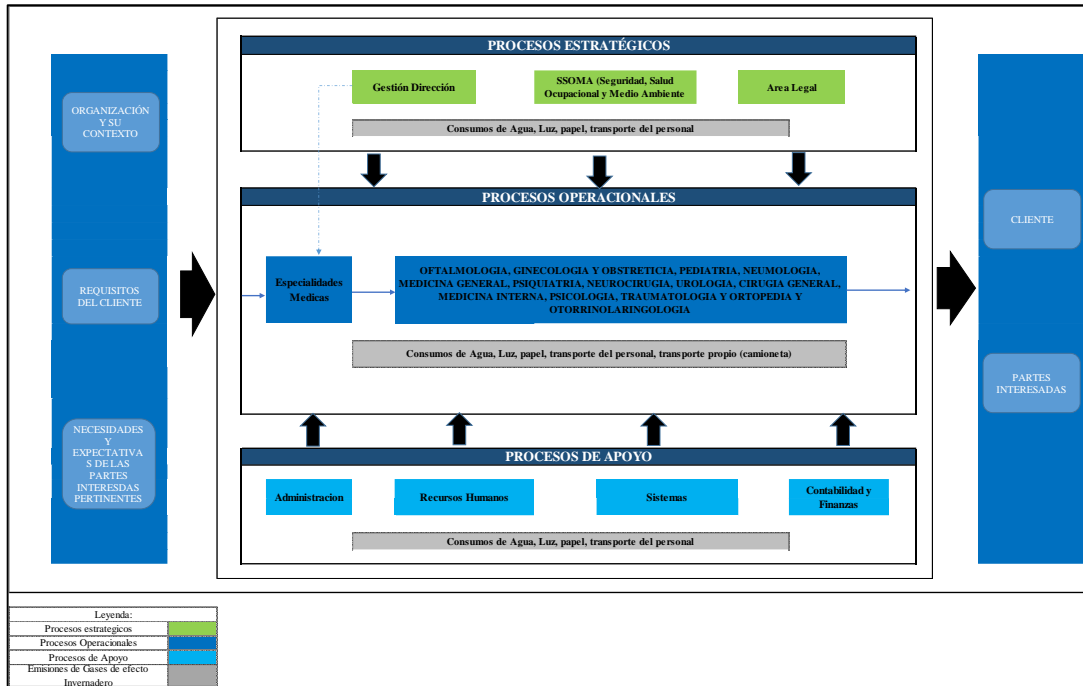 ORGANIZACIÓN
Y SU
CONTEXTO
REQUISITOS
DEL CLIENTE
NECESIDADES
Y
EXPECTATIVA
S DE LAS
PARTES
INTERESDAS
PERTINENTES
PROCESOS ESTRATÉGICOS
Gestión Dirección
SSOMA (Seguridad, Salud
Ocupacional y Medio Ambiente
Area Legal
Consumos de Agua, Luz, papel, transporte del personal
PROCESOS OPERACIONALES
Especialidades
Medicas
OFTALMOLOGIA, GINECOLOGIA Y OBSTRETICIA, PEDIATRIA, NEUMOLOGIA,
MEDICINA GENERAL, PSIQUIATRIA, NEUROCIRUGIA, UROLOGIA, CIRUGIA GENERAL,
MEDICINA INTERNA, PSICOLOGIA, TRAUMATOLOGIA Y ORTOPEDIA Y
OTORRINOLARINGOLOGIA
Consumos de Agua, Luz, papel, transporte del personal, transporte propio (camioneta)
PROCESOS DE APOYO
Administracion
Recursos Humanos
Sistemas
Contabilidad y
Finanzas
Consumos de Agua, Luz, papel, transporte del personal
CLIENTE
PARTES
INTERESADAS
Leyenda:
Procesos estrategicos
Procesos Operacionales
Procesos de Apoyo
Emisiones de Gases de efecto
Invernadero